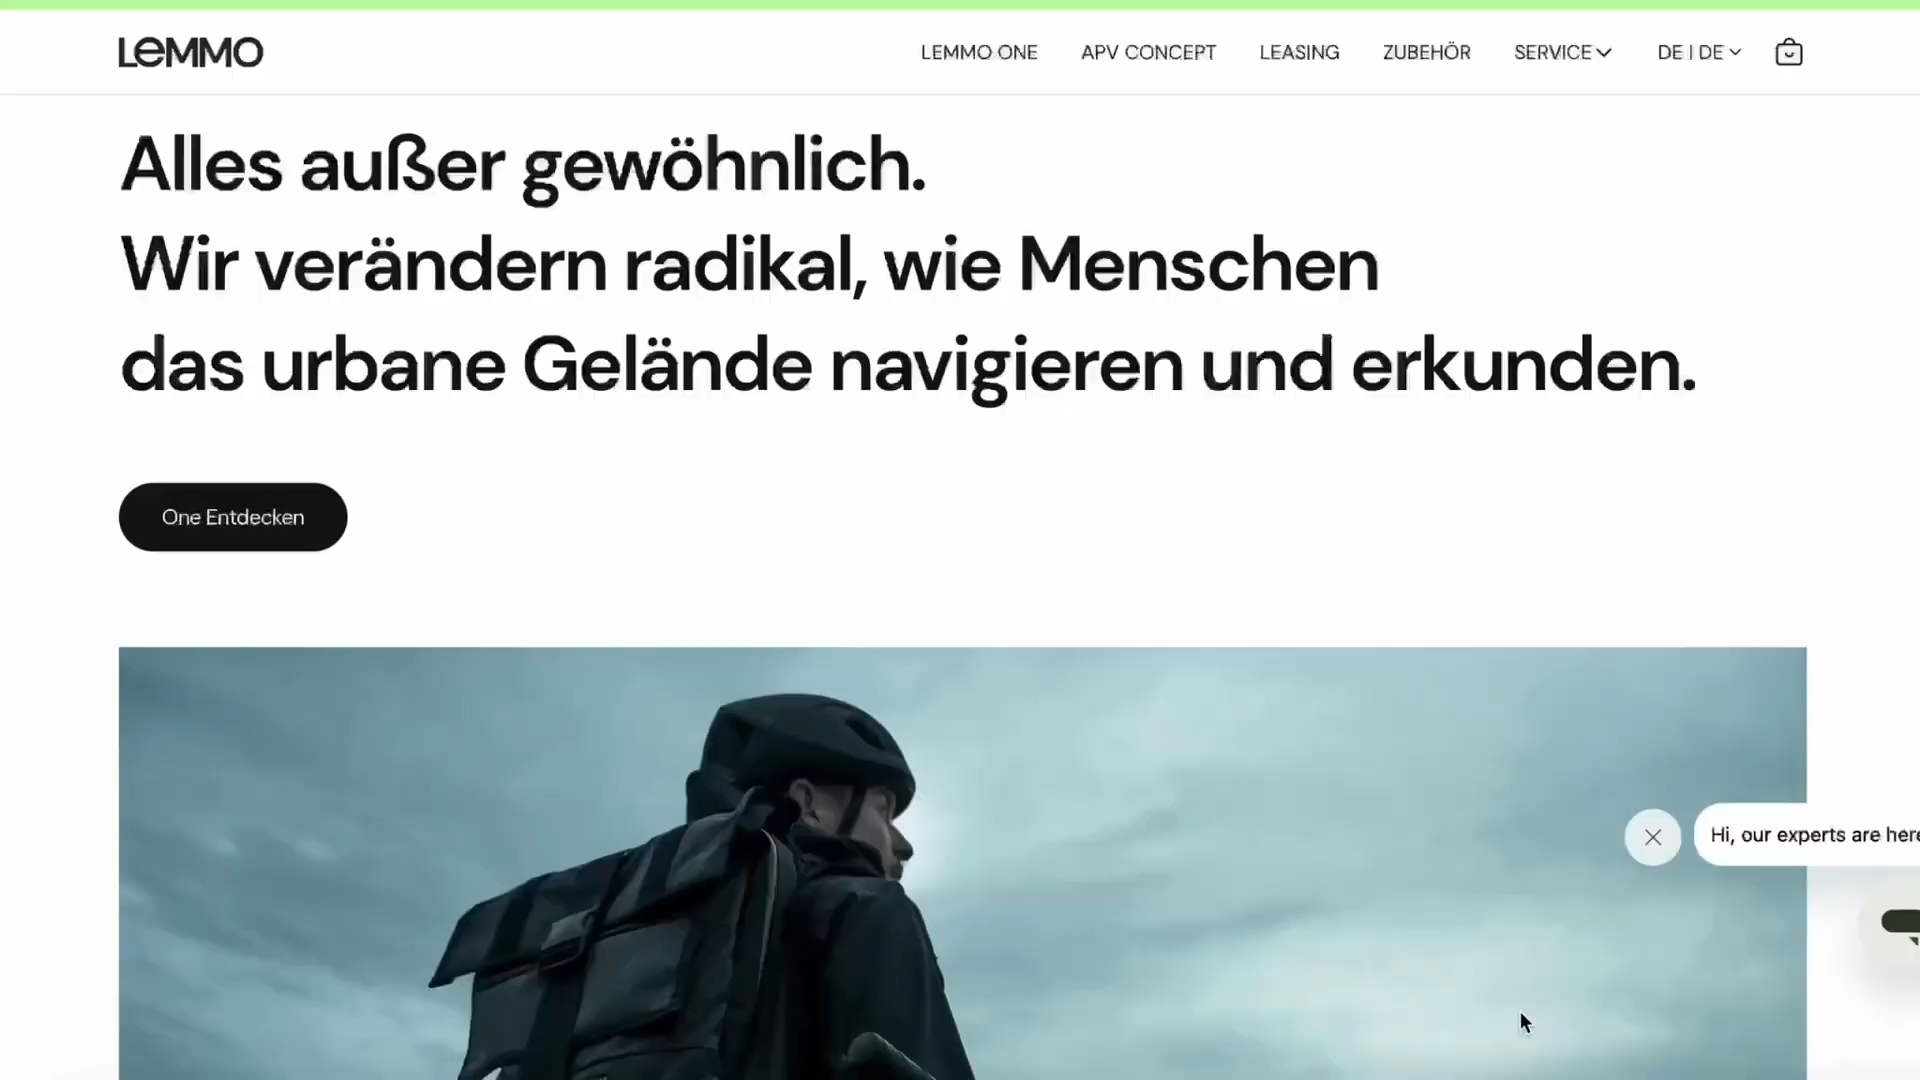 LEMMO
LEMMO ONE
APV CONCEPT
LEASING
ZUBEHÖR
SERVICE
DE | DE
Alles außer gewöhnlich.
Wir verändern radikal, wie Menschen
das urbane Gelände navigieren und erkunden.
One Entdecken
Hi, our experts are here